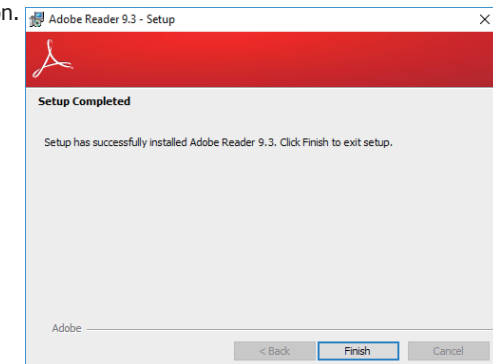 on.
Adobe Reader 9.3 - Setup
Setup Completed
Setup has successfully installed Adobe Reader 9.3. Click Finish to exit setup.
Adobe
< Back Finish Cancel